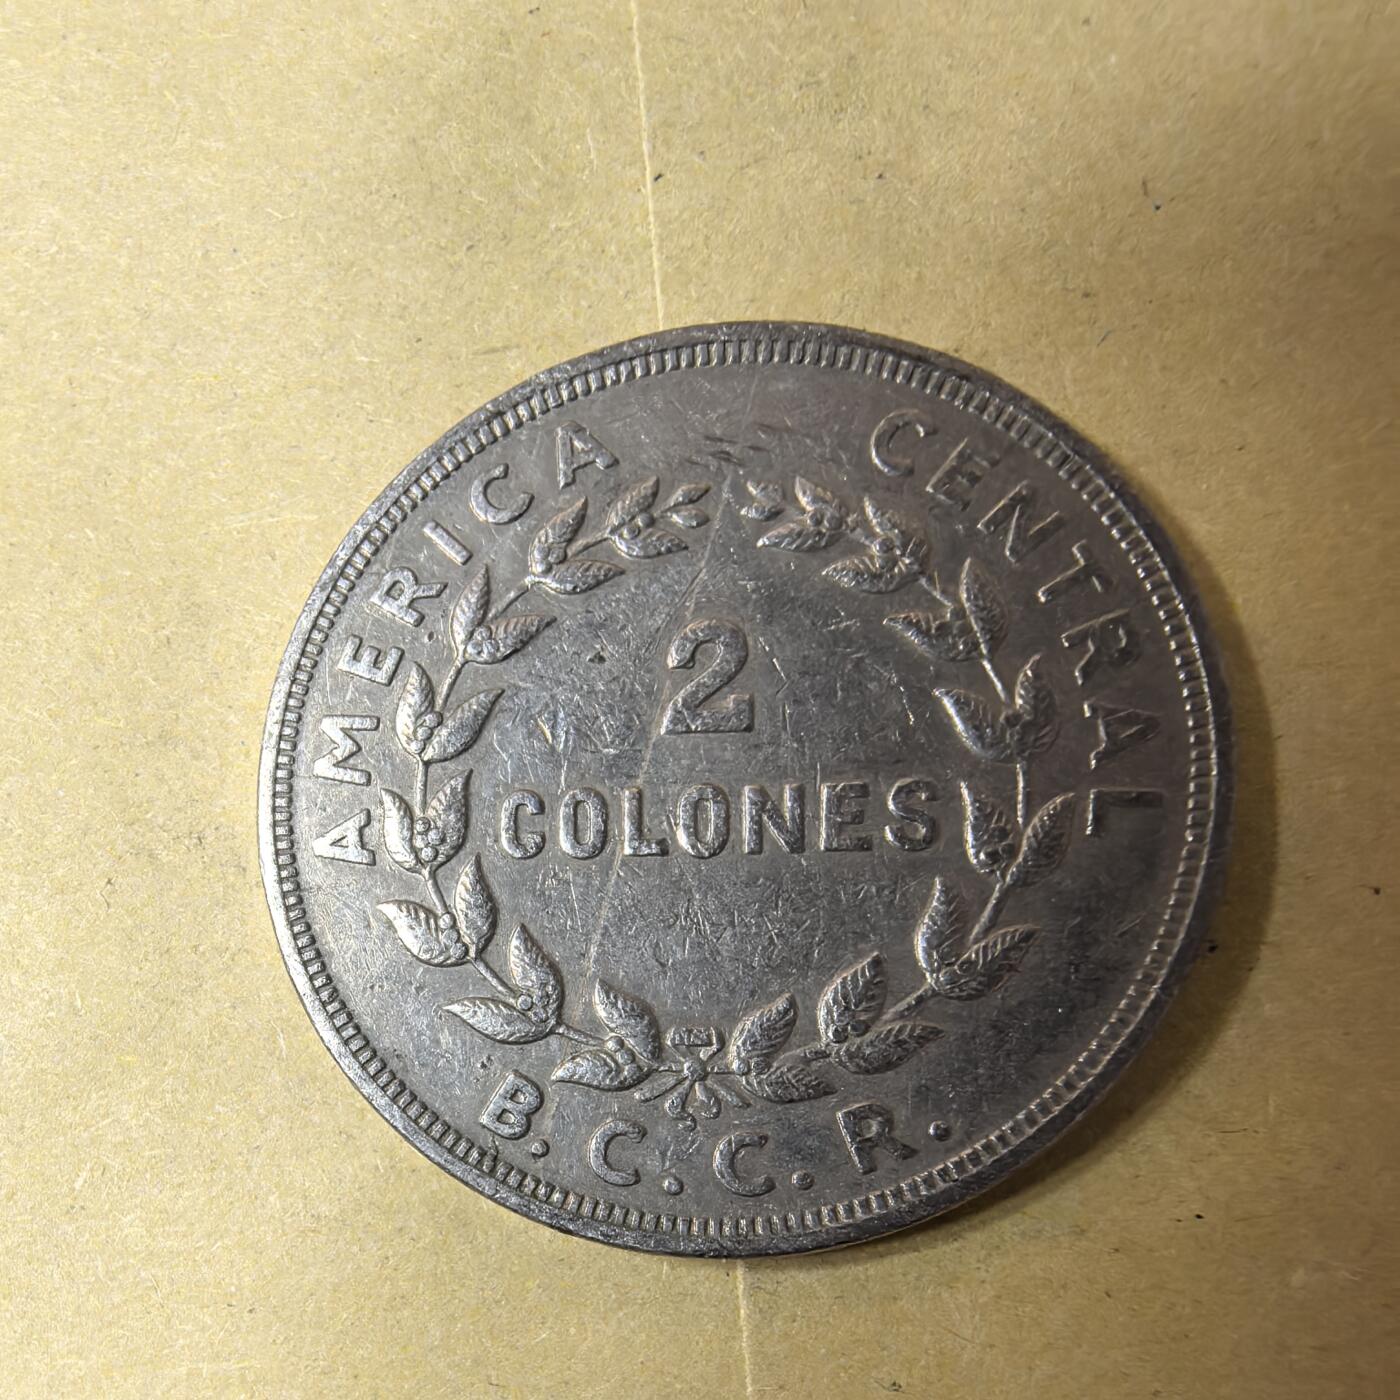 AMERICA CENTRAL
2
COLONES
B.C.C.R.